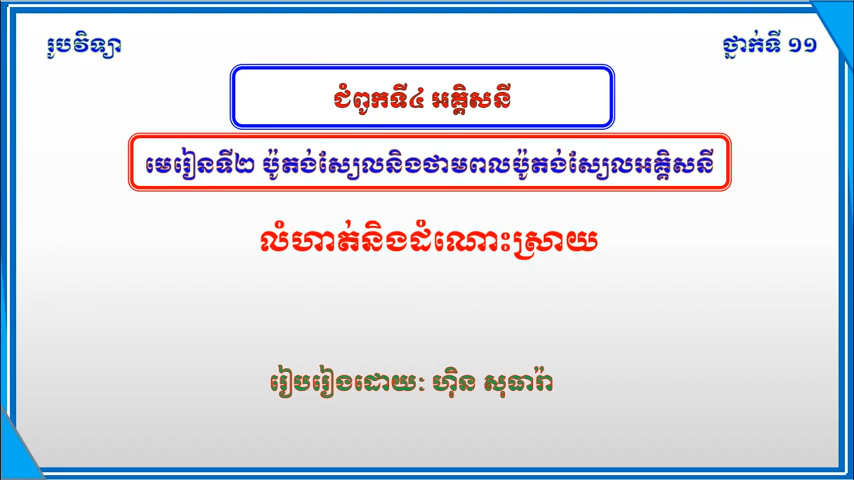 រូបវិទ្យា
ថ្នាក់ទី ១១
ជំពូកទី៤ អគ្គិសនី
មេរៀនទី២ ប៉ូតង់ស្យែលនិងថាមពលប៉ូតង់ស្យែលអគ្គិសនី
លំហាត់និងដំណោះស្រាយ
រៀបរៀងដោយៈ ហ៊ិន សុធារ៉ា